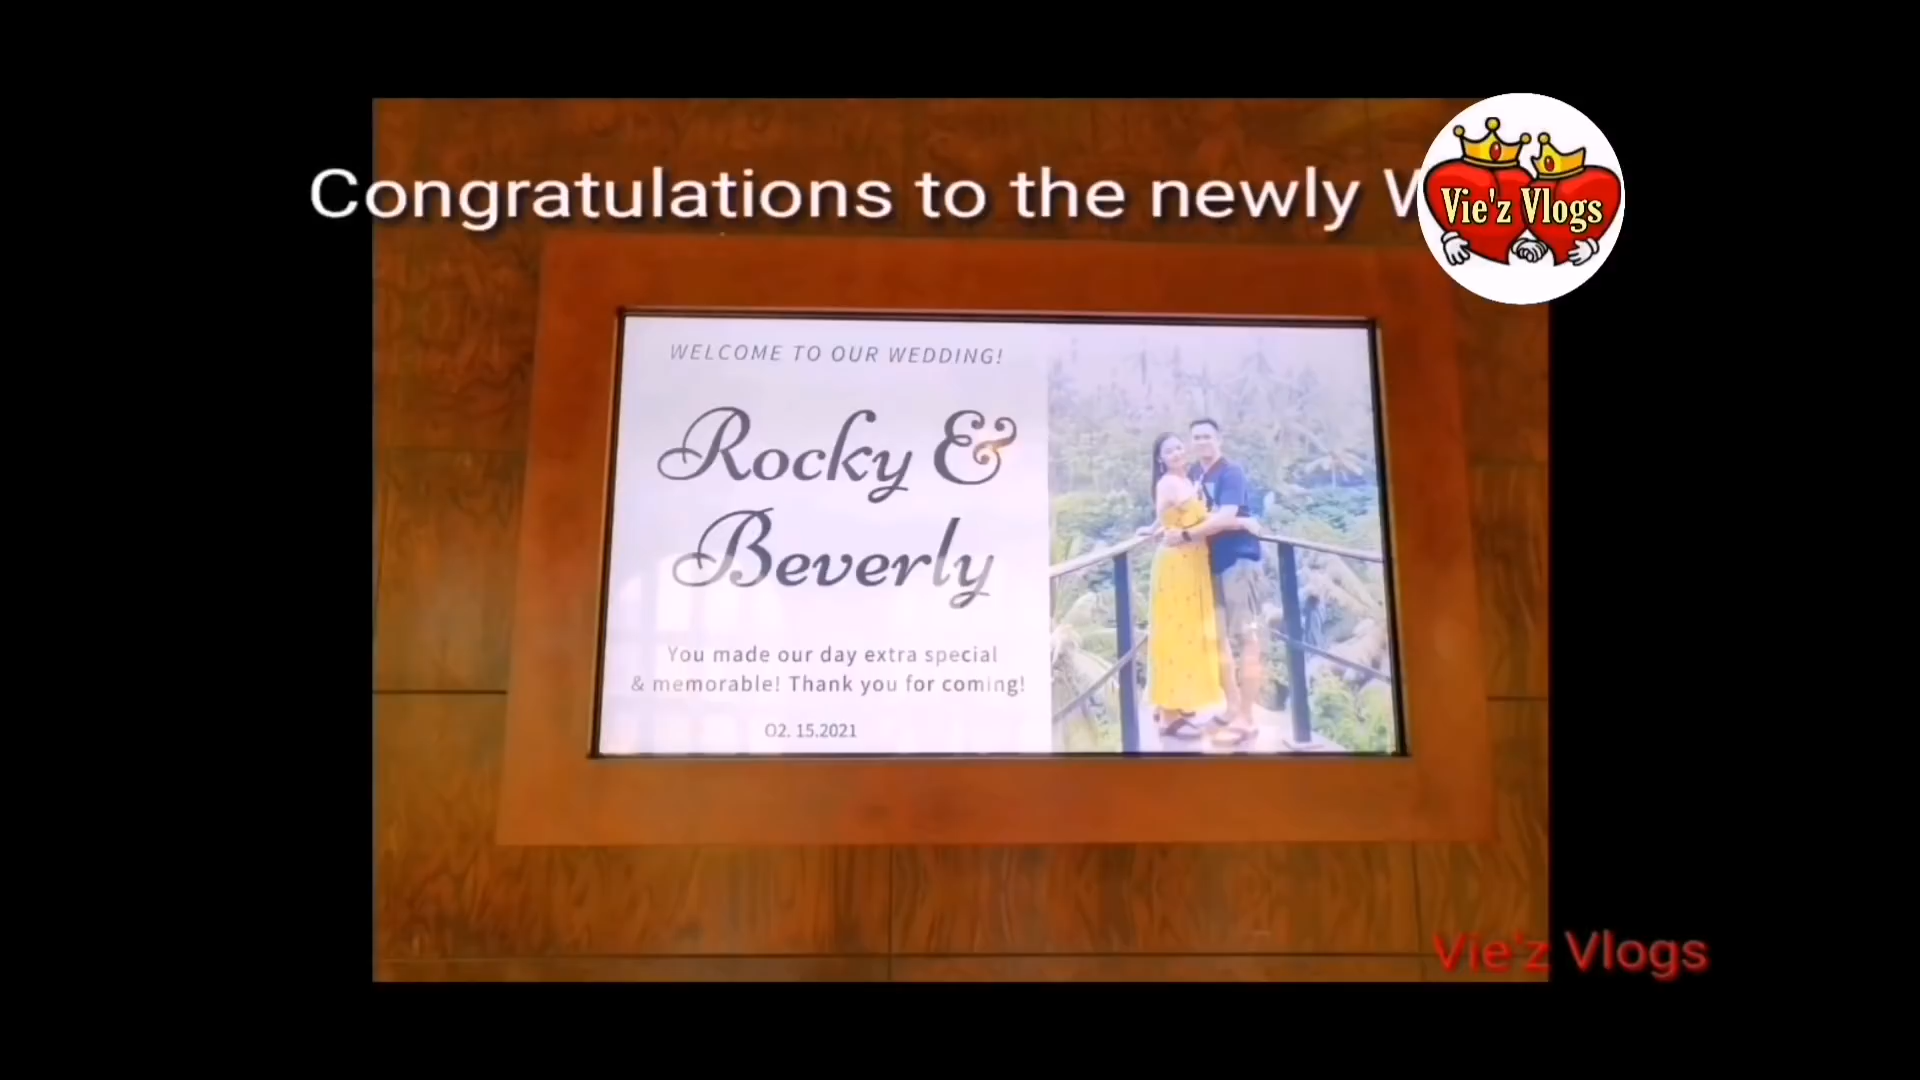 Congratulations to the newly
Vie'z Vlogs
WELCOME TO OUR WEDDING!
Rocky &
Beverly
You made our day extra special
& memorable! Thank you for coming!
02. 15.2021
Vie'z Vlogs